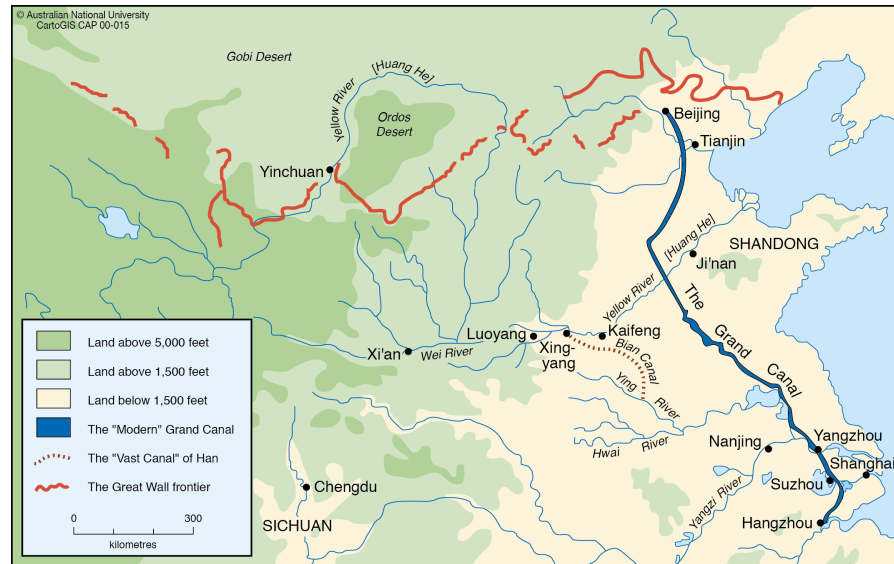 © Australian National University
CartoGIS CAP 00-015
Gobi Desert
Yellow River
[Huang He]
Ordos
Desert
Beijing
Tianjin
Yinchuan
SHANDONG
[Huang He]
Ji'nan
Yellow River
The Grand Canal
Luoyang
Xing-
yang
Kaifeng
Bian Canal
Xi'an
Wei River
Ying River
Hwai River
Nanjing
Yangzhou
Shanghai
Suzhou
Yangzi River
Hangzhou
Chengdu
SICHUAN
Land above 5,000 feet
Land above 1,500 feet
Land below 1,500 feet
The "Modern" Grand Canal
The "Vast Canal" of Han
The Great Wall frontier
0 300
kilometres